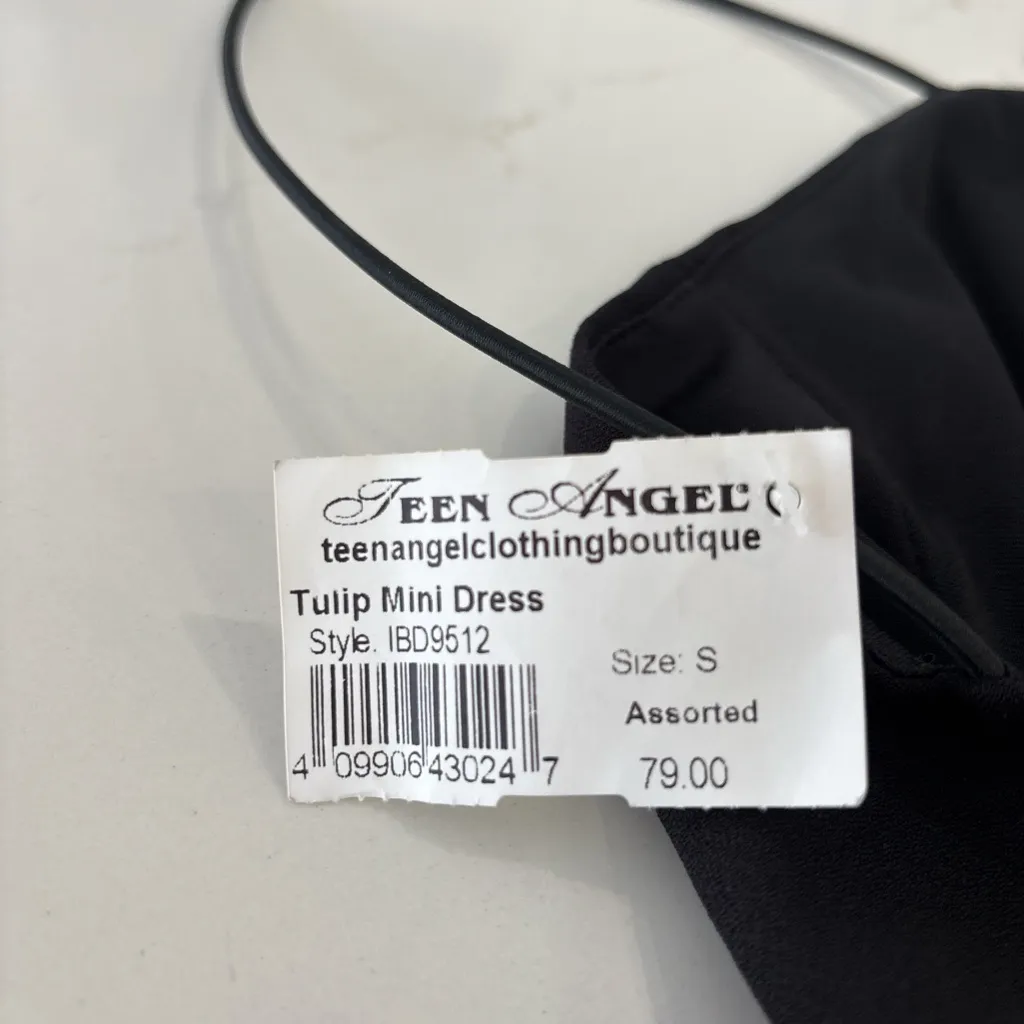 TEEN ANGEL®
teenangelclothingboutique
Tulip Mini Dress
Style. IBD9512
Size: S
Assorted
4 09906 43024 7
79.00